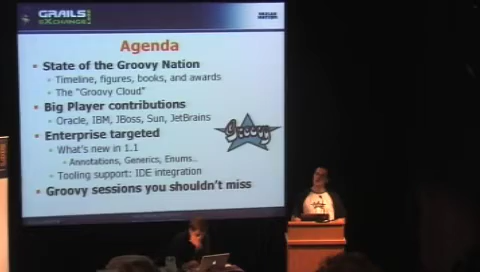 GRAILS
EXCHANGE
Agenda
State of the Groovy Nation
Timeline, figures, books, and awards
The "Groovy Cloud"
Big Player contributions
Oracle, IBM, JBoss, Sun, JetBrains
Enterprise targeted
What's new in 1.1
Annotations, Generics, Enums..
Tooling support: IDE integration
Groovy sessions you shouldn't miss
Groovy